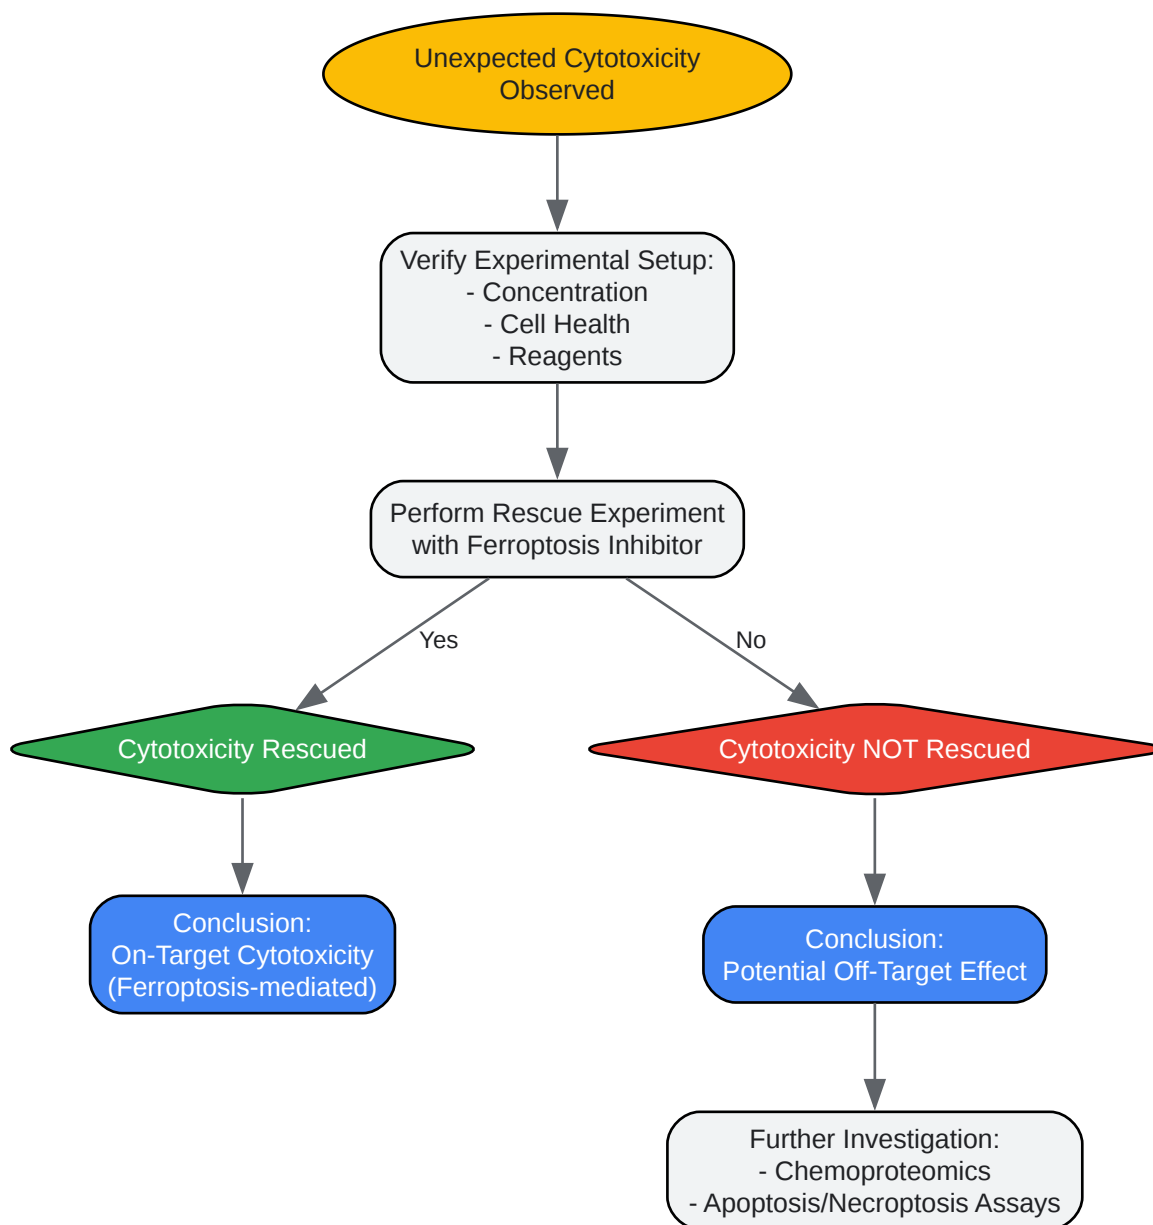 Unexpected Cytotoxicity
Observed
Verify Experimental Setup:
- Concentration
- Cell Health
- Reagents
Perform Rescue Experiment
with Ferroptosis Inhibitor
Yes
No
Cytotoxicity Rescued
Cytotoxicity NOT Rescued
Conclusion:
On-Target Cytotoxicity
(Ferroptosis-mediated)
Conclusion:
Potential Off-Target Effect
Further Investigation:
- Chemoproteomics
- Apoptosis/Necroptosis Assays